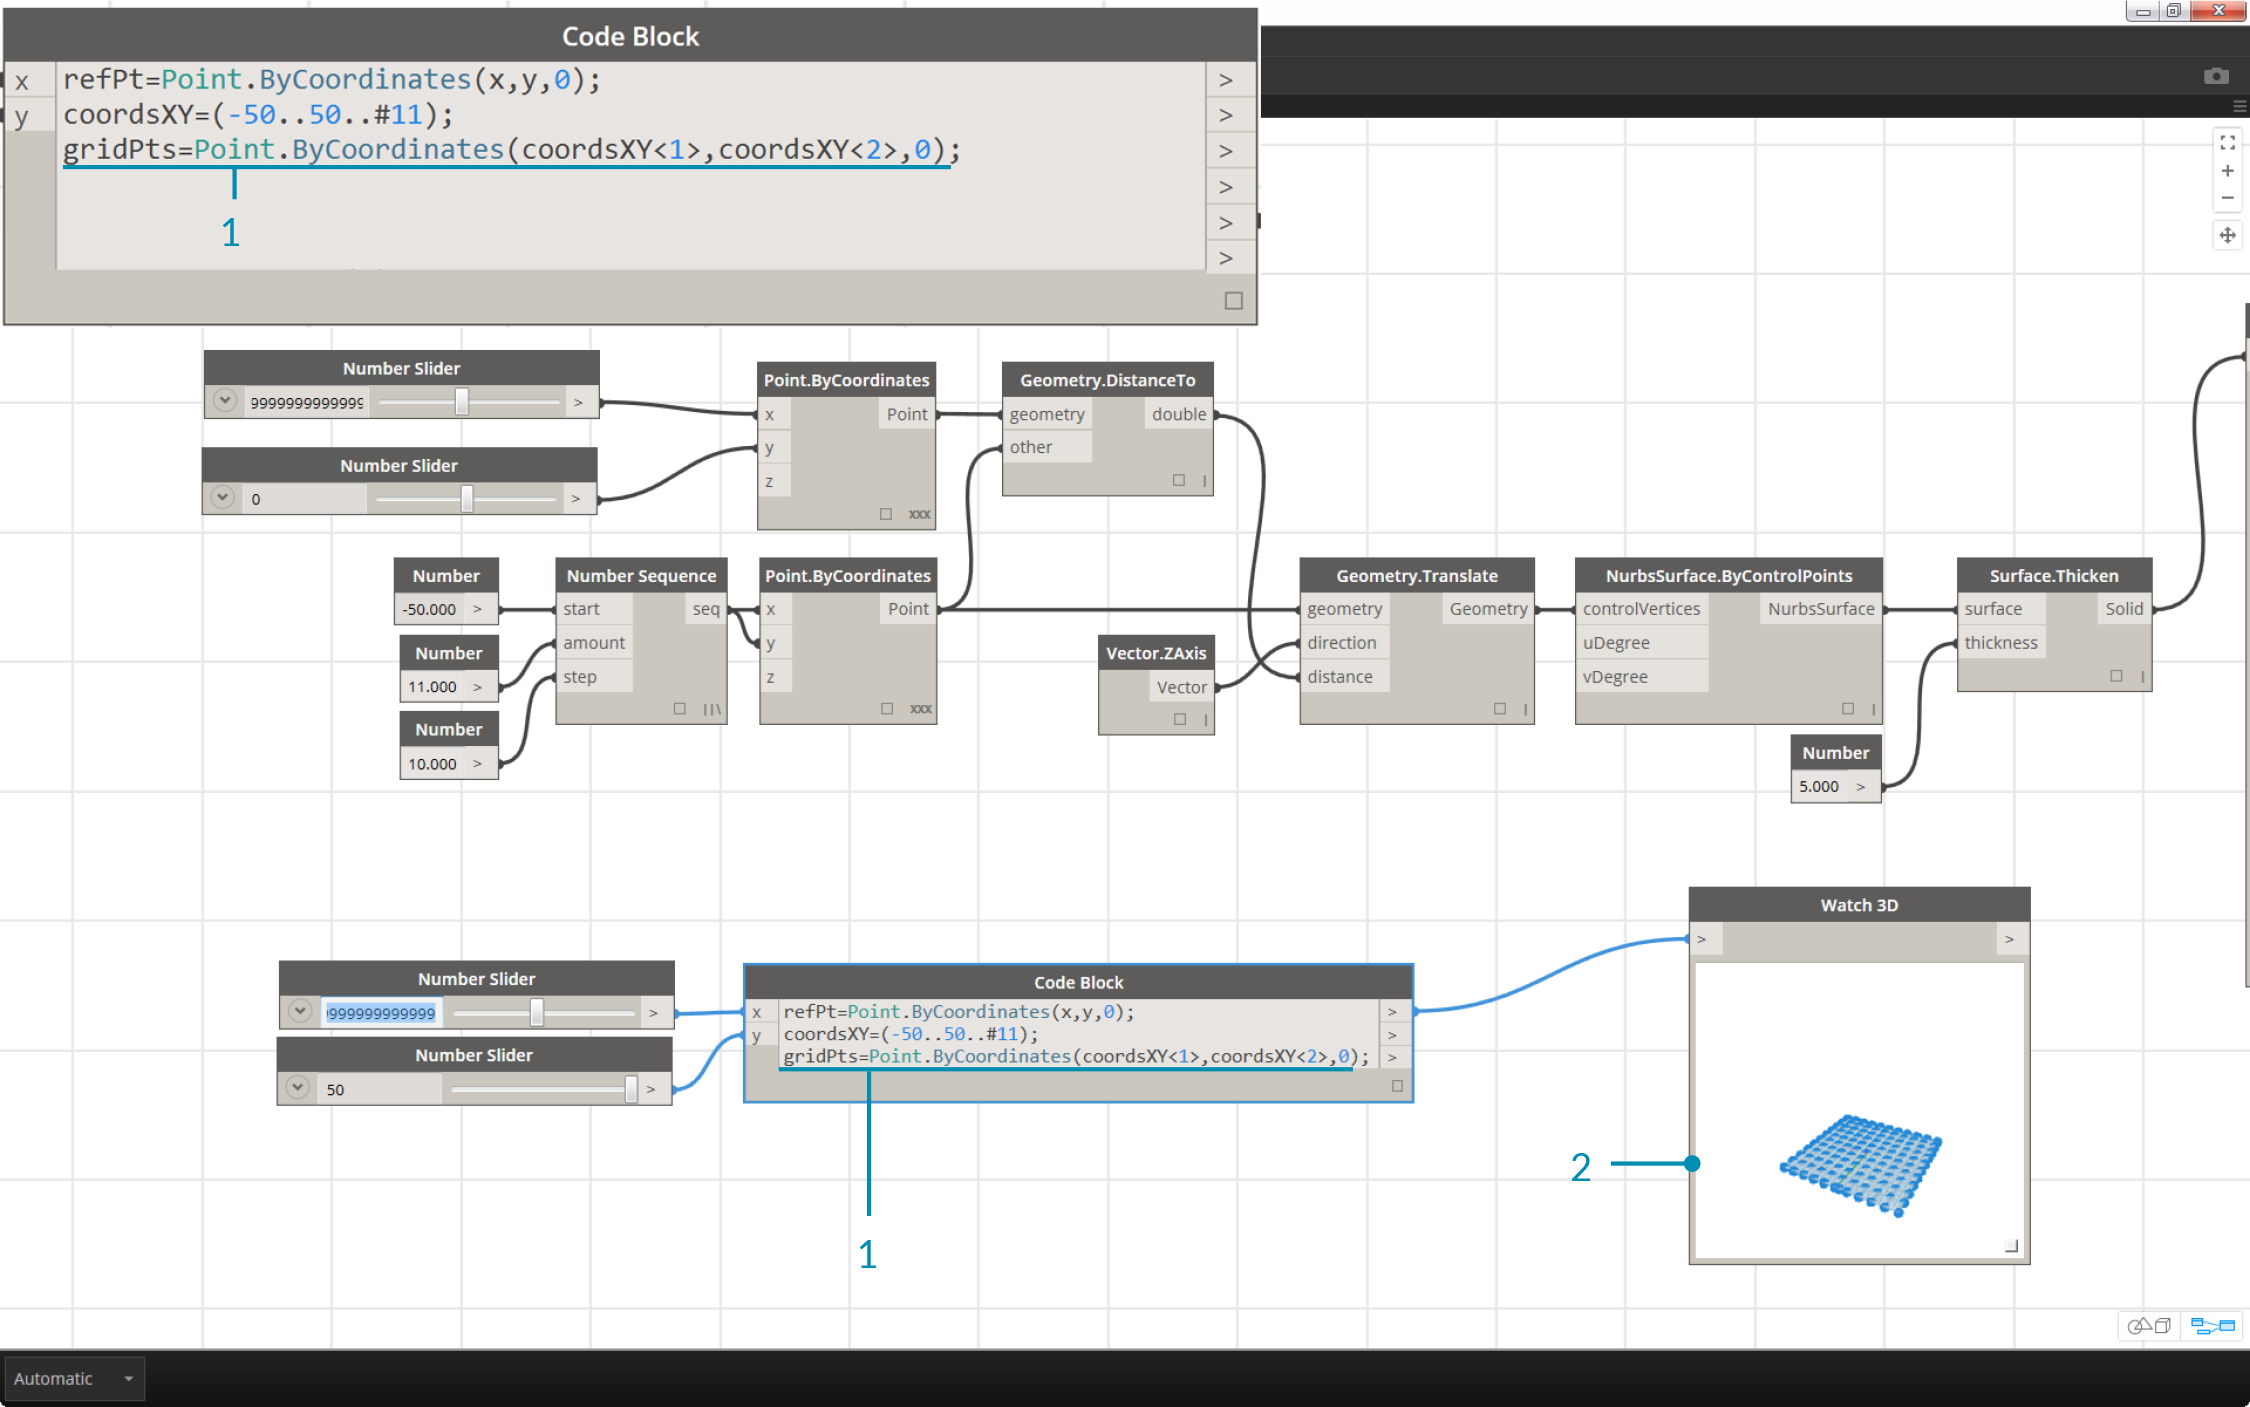 Code Block
x
refPt=Point.ByCoordinates(x,y,0);
>
y
coordsXY=(-50..50..#11);
>
gridPts=Point.ByCoordinates(coordsXY<1>,coordsXY<2>,0);
>
>
>
>
1
Number Slider
9999999999999
>
Number Slider
0
>
Point.ByCoordinates
x
Point
y
z
xxx
Geometry.DistanceTo
geometry
double
other
|
Number
-50.000 >
Number
11.000 >
Number
10.000 >
Number Sequence
start
seq
amount
step
||\
Point.ByCoordinates
x
Point
y
z
xxx
Vector.ZAxis
Vector
|
Geometry.Translate
geometry
Geometry
direction
distance
|
NurbsSurface.ByControlPoints
controlVertices
NurbsSurface
uDegree
vDegree
|
Number
5.000 >
Surface.Thicken
surface
Solid
thickness
|
Number Slider
999999999999
>
Number Slider
50
>
Code Block
x
refPt=Point.ByCoordinates(x,y,0);
>
y
coordsXY=(-50..50..#11);
>
gridPts=Point.ByCoordinates(coordsXY<1>,coordsXY<2>,0);
>
1
Watch 3D
>
>
2
Automatic